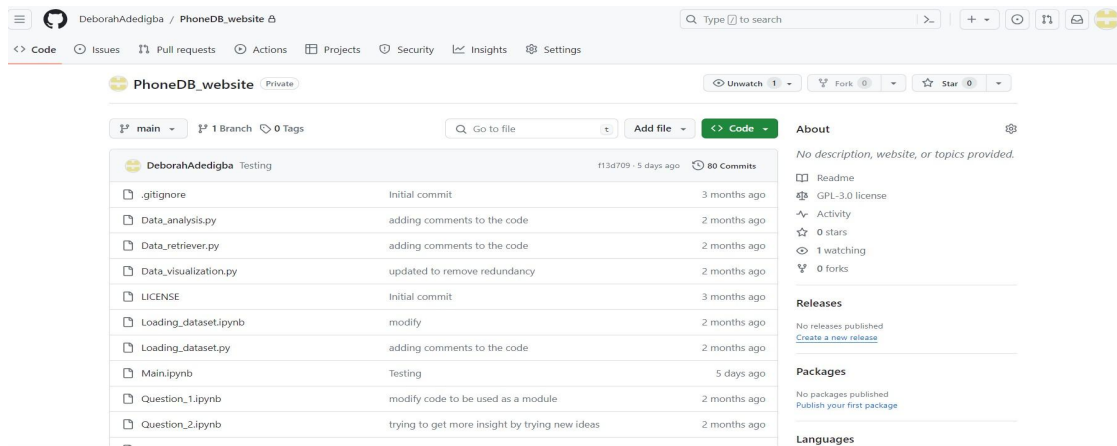 DeborahAdedigba / PhoneDB_website
Type / to search
Code Issues Pull requests Actions Projects Security Insights Settings
PhoneDB_website Private
Unwatch 1 Fork 0 Star 0
main 1 Branch 0 Tags Go to file t Add file Code
DeborahAdedigba Testing f13d709 · 5 days ago 80 Commits
.gitignore Initial commit 3 months ago
Data_analysis.py adding comments to the code 2 months ago
Data_retriever.py adding comments to the code 2 months ago
Data_visualization.py updated to remove redundancy 2 months ago
LICENSE Initial commit 3 months ago
Loading_dataset.ipynb modify 2 months ago
Loading_dataset.py adding comments to the code 2 months ago
Main.ipynb Testing 5 days ago
Question_1.ipynb modify code to be used as a module 2 months ago
Question_2.ipynb trying to get more insight by trying new ideas 2 months ago
About
No description, website, or topics provided.
Readme
GPL-3.0 license
Activity
0 stars
1 watching
0 forks
Releases
No releases published
Create a new release
Packages
No packages published
Publish your first package
Languages